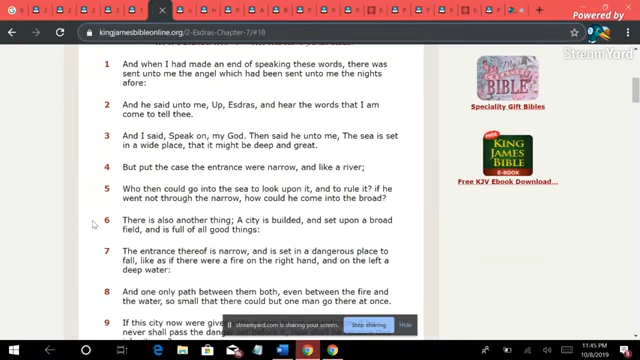 Powered by
StreamYard
kingjamesbibleonline.org/2-Esdras-Chapter-7/#18
1 And when I had made an end of speaking these words, there was
sent unto me the angel which had been sent unto me the nights
afore:
2 And he said unto me, Up, Esdras, and hear the words that I am
come to tell thee.
3 And I said, Speak on, my God. Then said he unto me, The sea is set
in a wide place, that it might be deep and great.
4 But put the case the entrance were narrow, and like a river;
5 Who then could go into the sea to look upon it, and to rule it? if he
went not through the narrow, how could he come into the broad?
6 There is also another thing; A city is builded, and set upon a broad
field, and is full of all good things:
7 The entrance thereof is narrow, and is set in a dangerous place to
fall, like as if there were a fire on the right hand, and on the left a
deep water:
8 And one only path between them both, even between the fire and
the water, so small that there could but one man go there at once.
9 If this city now were give
never shall pass the danger
My
BIBLE
Speciality Gift Bibles
FREE
KING
JAMES
BIBLE
E-BOOK
Free KJV Ebook Download...
streamyard.com is sharing your screen.
Stop sharing
Hide
11:45 PM
10/8/2019